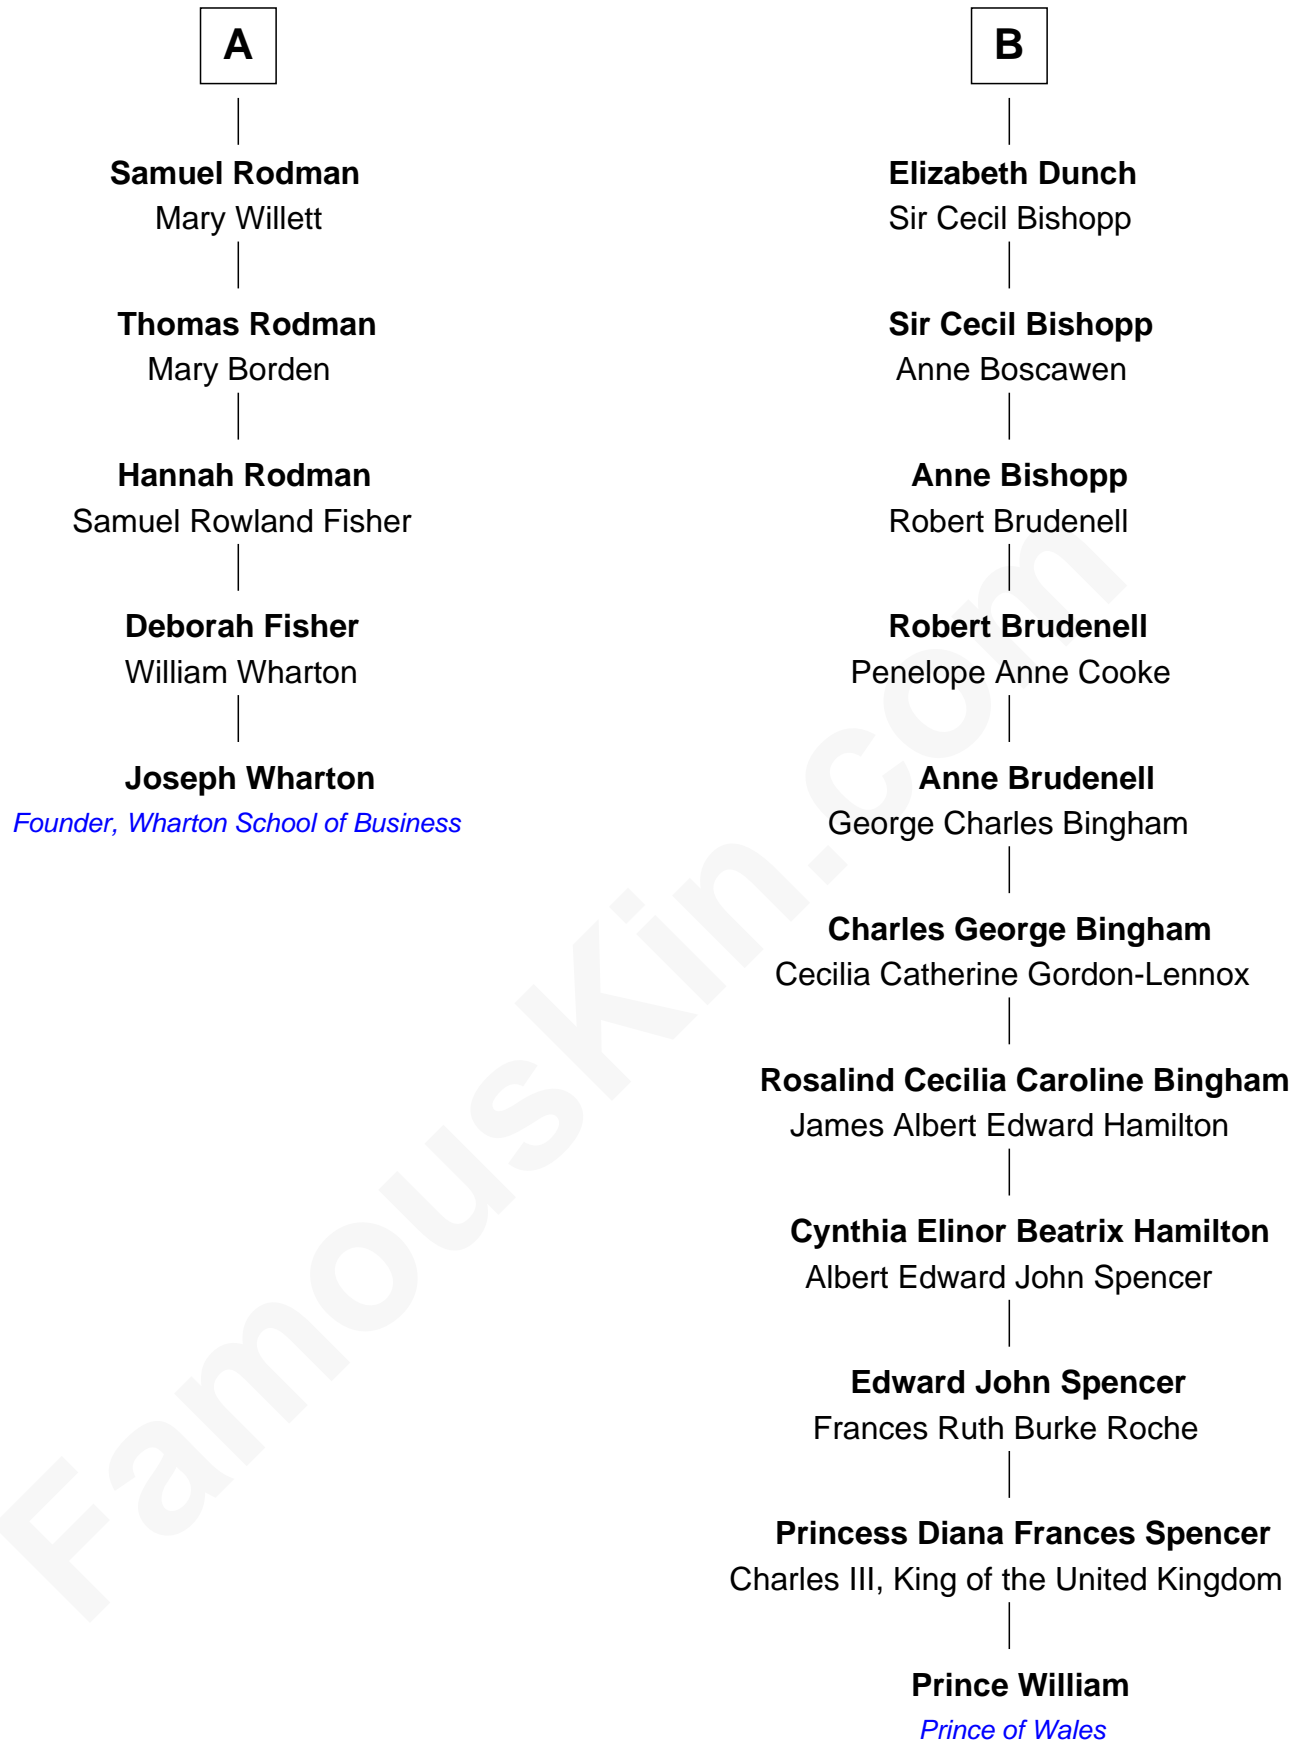 A
Samuel Rodman
Mary Willett
Thomas Rodman
Mary Borden
Hannah Rodman
Samuel Rowland Fisher
Deborah Fisher
William Wharton
Joseph Wharton
Founder, Wharton School of Business
B
Elizabeth Dunch
Sir Cecil Bishopp
Sir Cecil Bishopp
Anne Boscawen
Anne Bishopp
Robert Brudenell
Robert Brudenell
Penelope Anne Cooke
Anne Brudenell
George Charles Bingham
Charles George Bingham
Cecilia Catherine Gordon-Lennox
Rosalind Cecilia Caroline Bingham
James Albert Edward Hamilton
Cynthia Elinor Beatrix Hamilton
Albert Edward John Spencer
Edward John Spencer
Frances Ruth Burke Roche
Princess Diana Frances Spencer
Charles III, King of the United Kingdom
Prince William
Prince of Wales
FamousKin.com